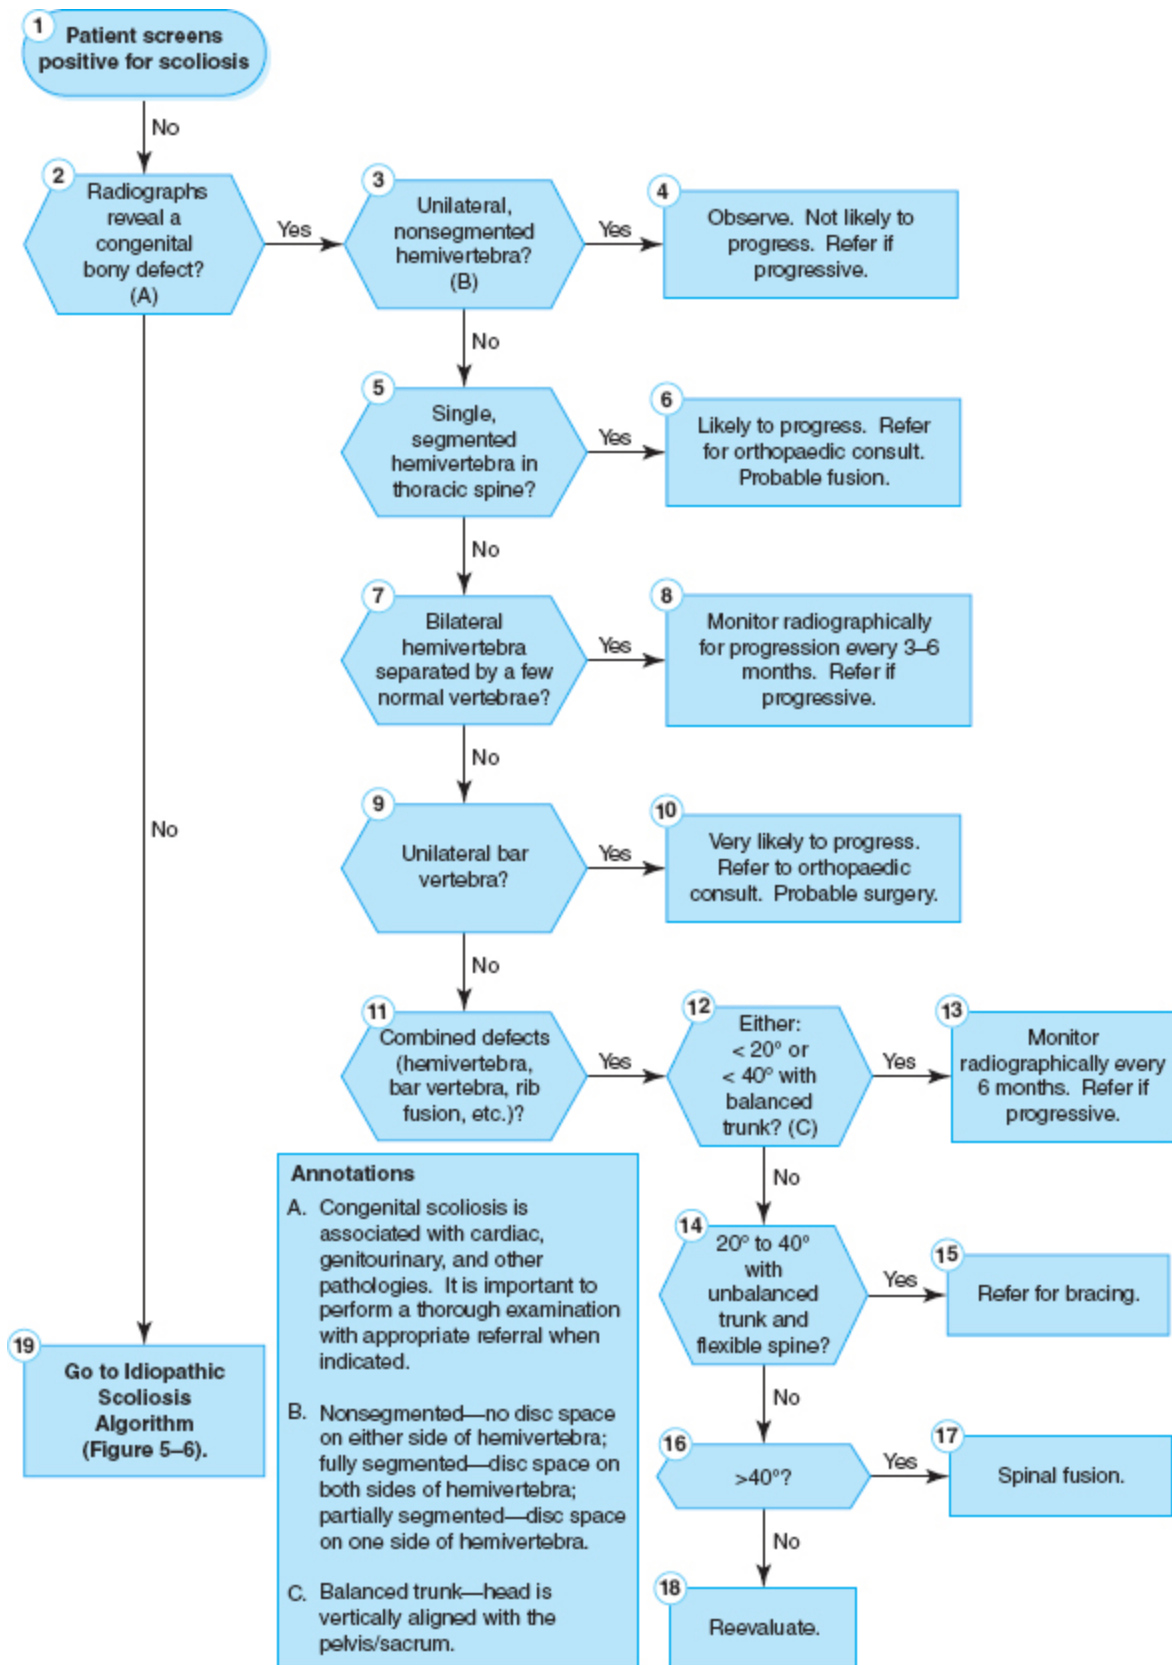 1
Patient screens
positive for scoliosis
No
2
Radiographs
reveal a
congenital
bony defect?
(A)
Yes
3
Unilateral,
nonsegmented
hemivertebra?
(B)
Yes
4
Observe. Not likely to
progress. Refer if
progressive.
No
5
Single,
segmented
hemivertebra in
thoracic spine?
Yes
6
Likely to progress. Refer
for orthopaedic consult.
Probable fusion.
No
7
Bilateral
hemivertebra
separated by a few
normal vertebrae?
Yes
8
Monitor radiographically
for progression every 3–6
months. Refer if
progressive.
No
9
Unilateral bar
vertebra?
Yes
10
Very likely to progress.
Refer to orthopaedic
consult. Probable surgery.
No
11
Combined defects
(hemivertebra,
bar vertebra, rib
fusion, etc.)?
Yes
12
Either:
< 20° or
< 40° with
balanced
trunk? (C)
Yes
13
Monitor
radiographically every
6 months. Refer if
progressive.
No
14
20° to 40°
with
unbalanced
trunk and
flexible spine?
Yes
15
Refer for bracing.
No
16
>40°?
Yes
17
Spinal fusion.
No
18
Reevaluate.
No
19
Go to Idiopathic
Scoliosis
Algorithm
(Figure 5–6).
Annotations
A. Congenital scoliosis is
associated with cardiac,
genitourinary, and other
pathologies. It is important to
perform a thorough examination
with appropriate referral when
indicated.
B. Nonsegmented—no disc space
on either side of hemivertebra;
fully segmented—disc space on
both sides of hemivertebra;
partially segmented—disc space
on one side of hemivertebra.
C. Balanced trunk—head is
vertically aligned with the
pelvis/sacrum.